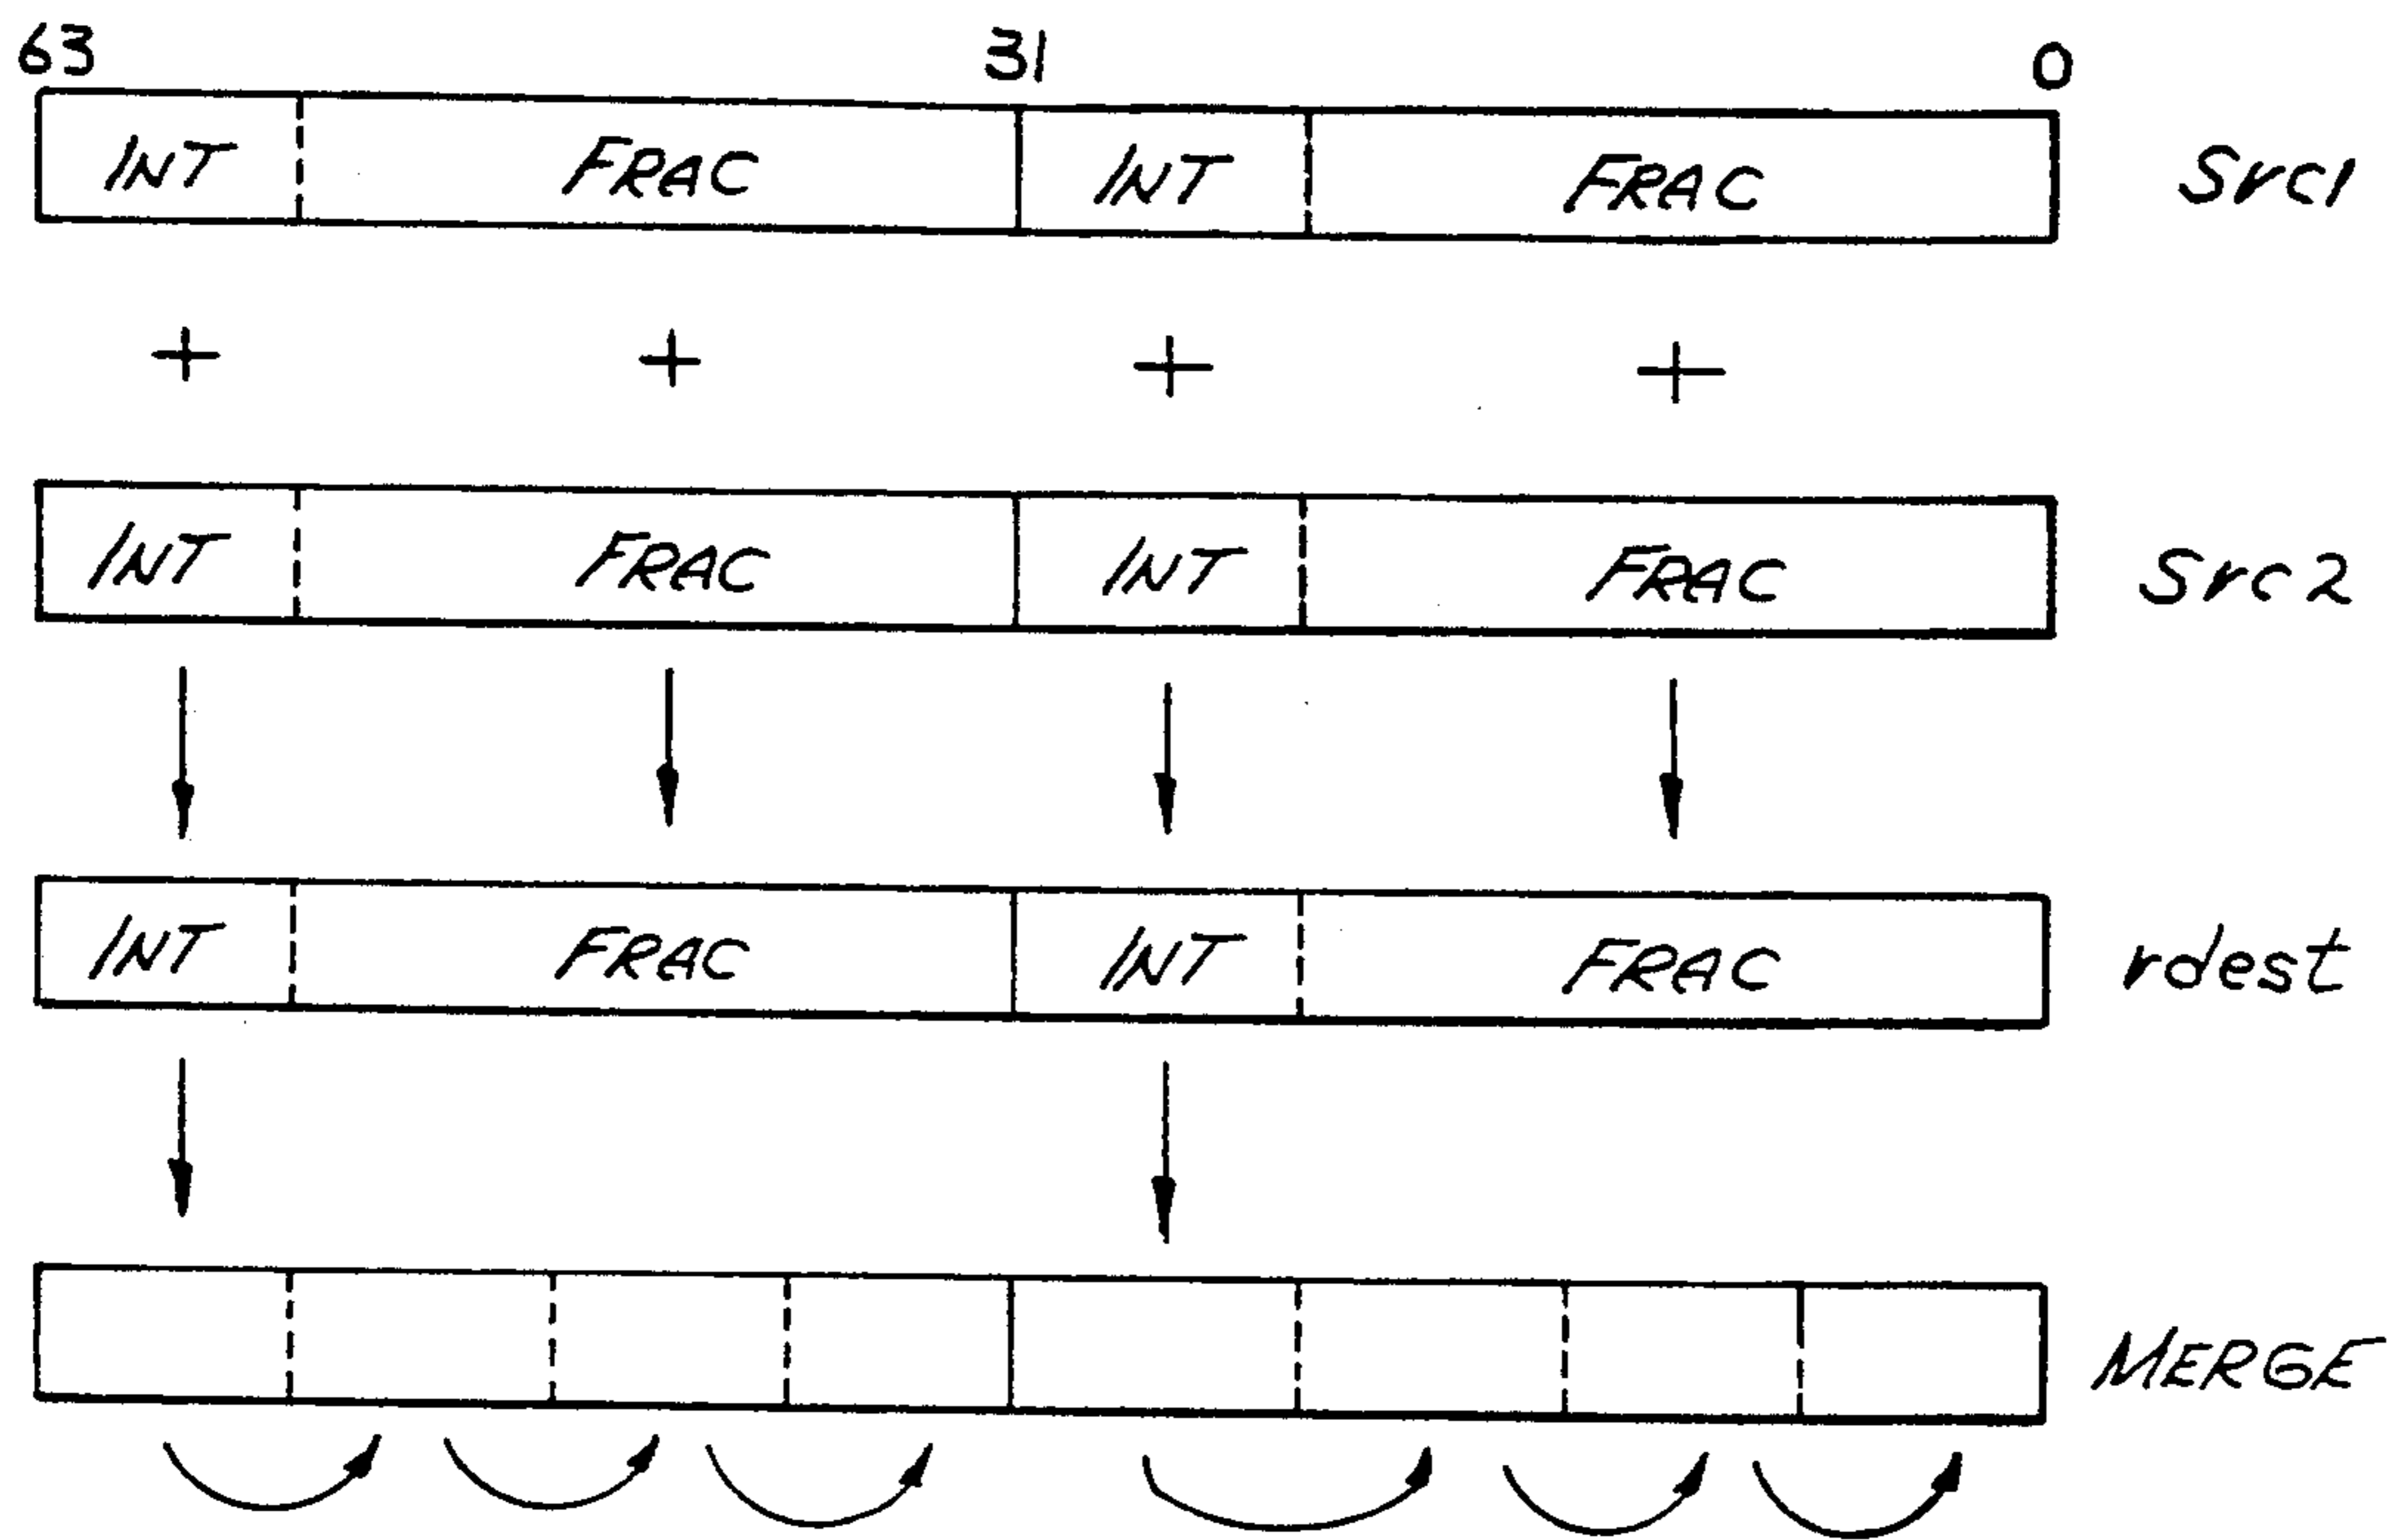 63 31 0
INT FRAC INT FRAC Src1
+ + + +
INT FRAC INT FRAC Src2
INT FRAC INT FRAC rdest
MERGE